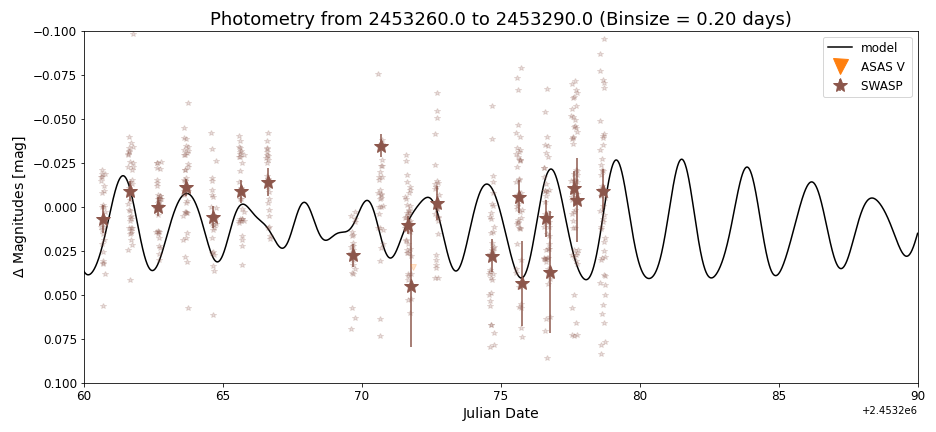 Photometry from 2453260.0 to 2453290.0 (Binsize = 0.20 days)
−0.100
−0.075
−0.050
−0.025
0.000
0.025
0.050
0.075
0.100
Δ Magnitudes [mag]
model
ASAS V
SWASP
60
65
70
75
80
85
90
+2.4532e6
Julian Date